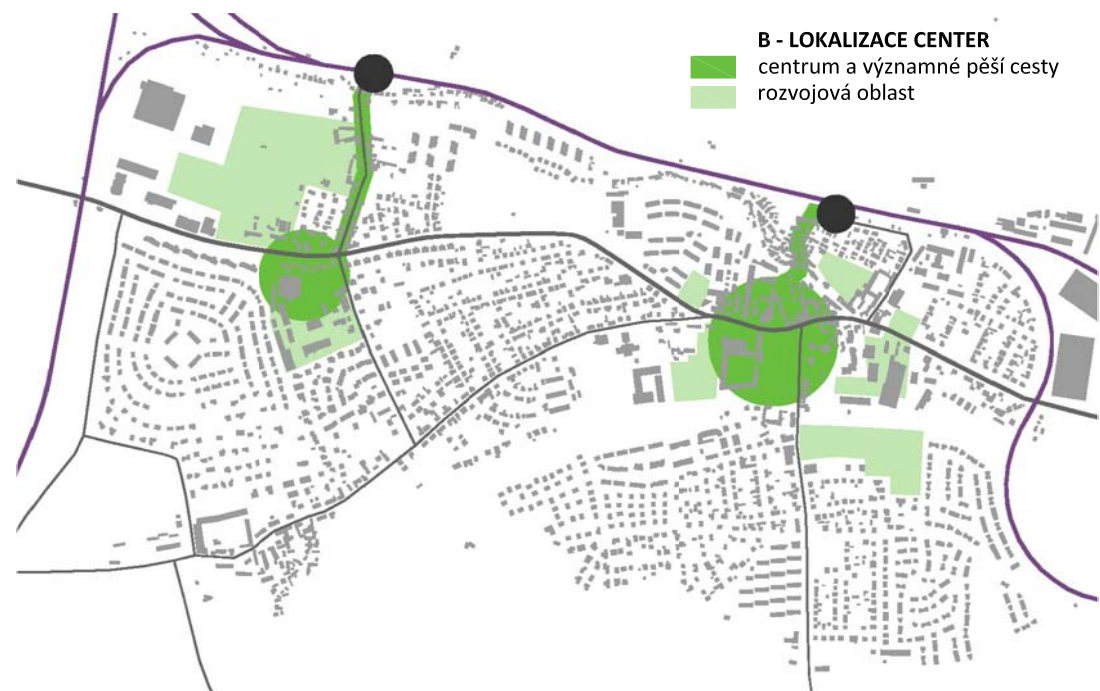 B - LOKALIZACE CENTER
centrum a významné pěší cesty
rozvojová oblast